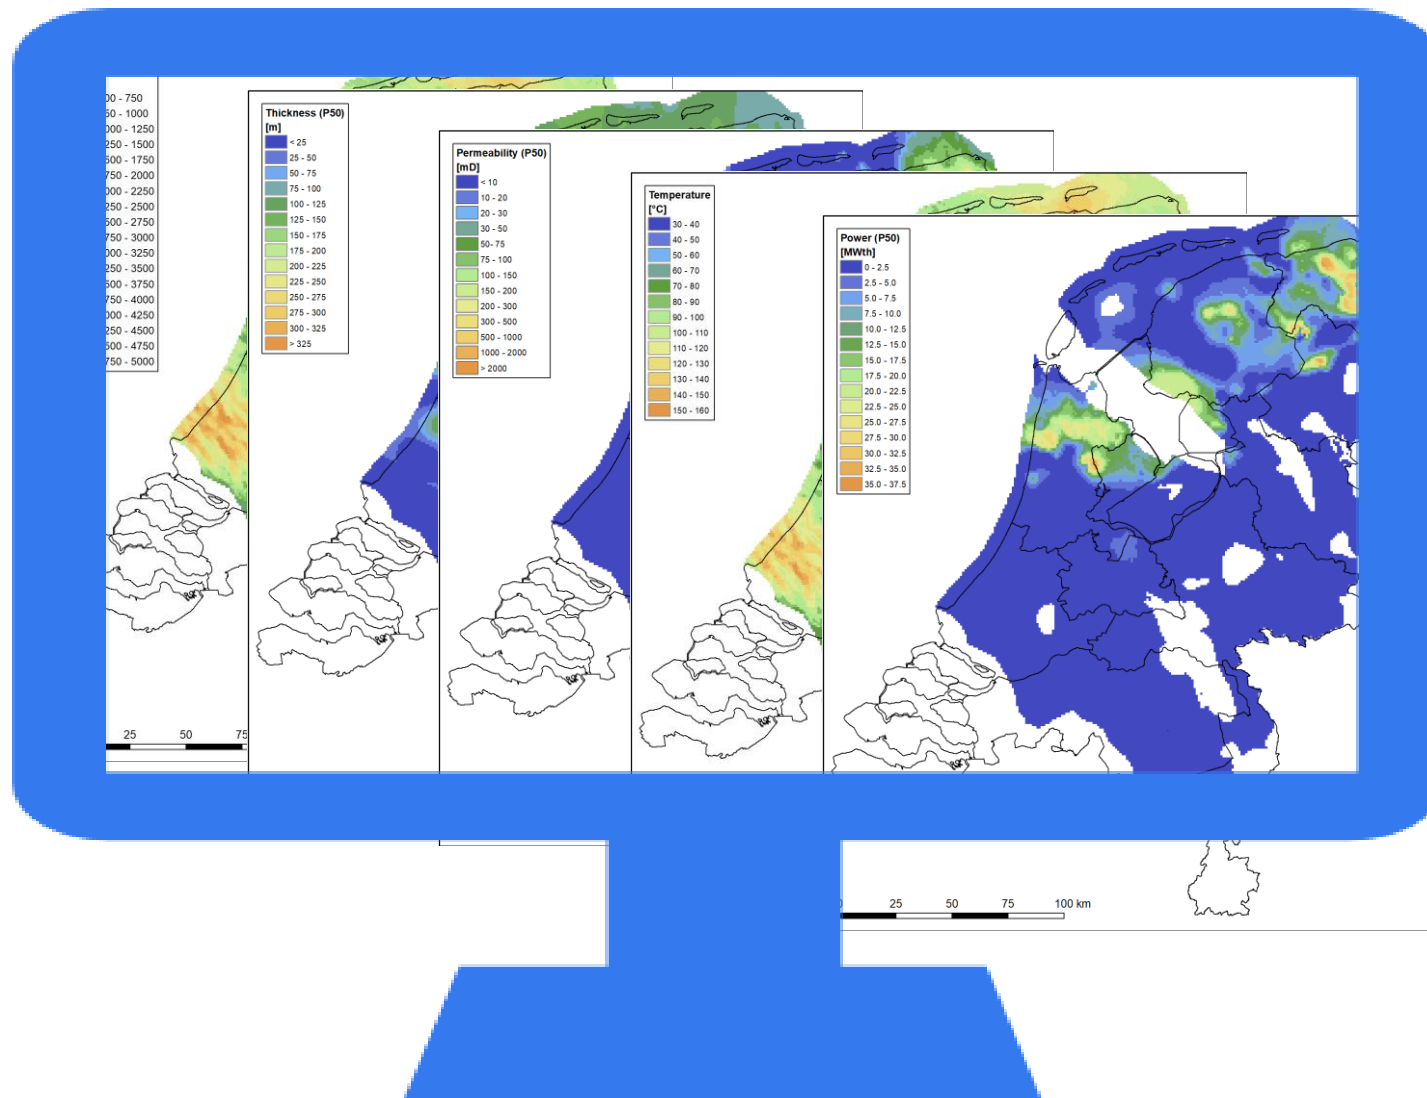 00 - 750
50 - 1000
000 - 1250
250 - 1500
500 - 1750
750 - 2000
000 - 2250
250 - 2500
500 - 2750
750 - 3000
000 - 3250
250 - 3500
500 - 3750
750 - 4000
000 - 4250
250 - 4500
500 - 4750
750 - 5000
25 50 75
Thickness (P50)
[m]
< 25
25 - 50
50 - 75
75 - 100
100 - 125
125 - 150
150 - 175
175 - 200
200 - 225
225 - 250
250 - 275
275 - 300
300 - 325
> 325
Permeability (P50)
[mD]
< 10
10 - 20
20 - 30
30 - 50
50- 75
75 - 100
100 - 150
150 - 200
200 - 300
300 - 500
500 - 1000
1000 - 2000
> 2000
Temperature
[°C]
30 - 40
40 - 50
50 - 60
60 - 70
70 - 80
80 - 90
90 - 100
100 - 110
110 - 120
120 - 130
130 - 140
140 - 150
150 - 160
Power (P50)
[MWth]
0 - 2.5
2.5 - 5.0
5.0 - 7.5
7.5 - 10.0
10.0 - 12.5
12.5 - 15.0
15.0 - 17.5
17.5 - 20.0
20.0 - 22.5
22.5 - 25.0
25.0 - 27.5
27.5 - 30.0
30.0 - 32.5
32.5 - 35.0
35.0 - 37.5
25 50 75 100 km